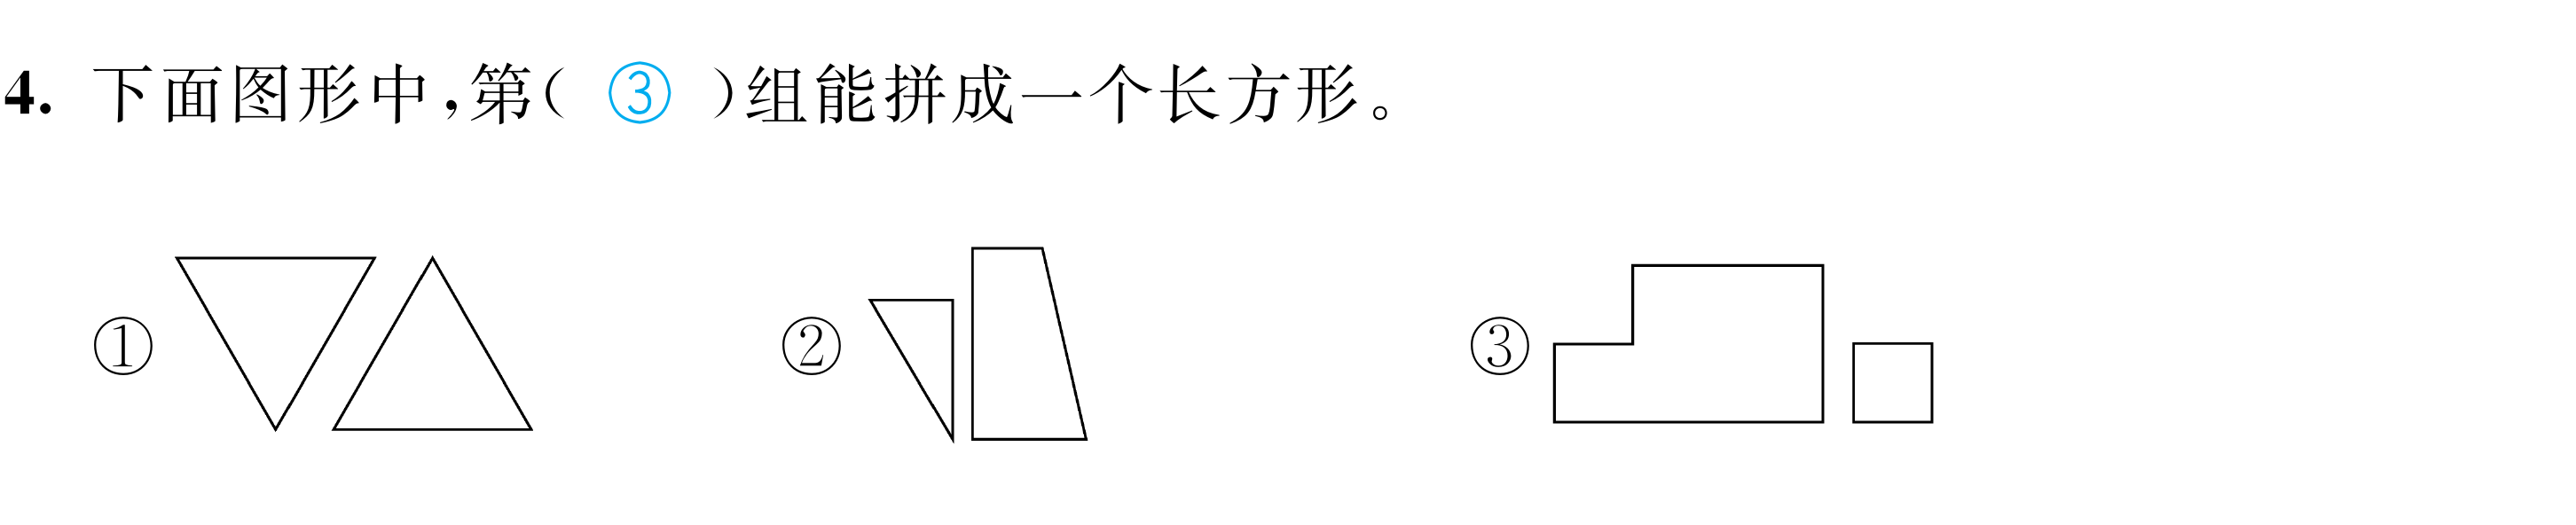 4. 下面图形中,第( ③ )组能拼成一个长方形。
① ② ③